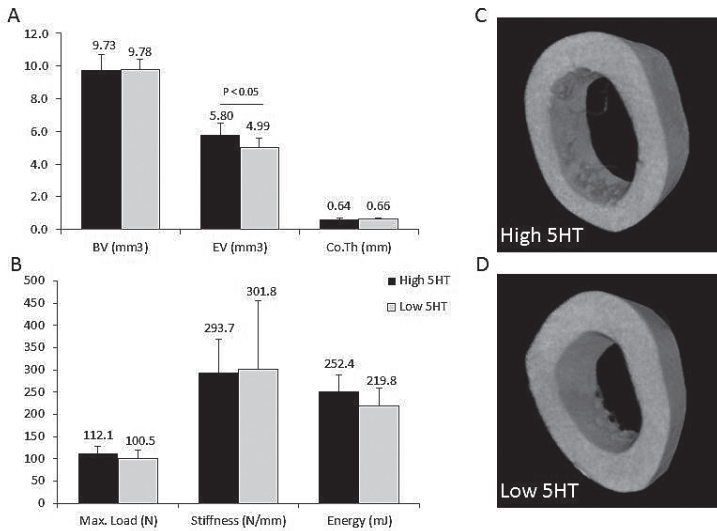 A
12.0
10.0
8.0
6.0
4.0
2.0
0.0
9.73
9.78
P < 0.05
5.80
4.99
0.64
0.66
BV (mm3)
EV (mm3)
Co.Th (mm)
B
500
450
400
350
300
250
200
150
100
50
0
High 5HT
Low 5HT
112.1
100.5
293.7
301.8
252.4
219.8
Max. Load (N)
Stiffness (N/mm)
Energy (mJ)
C
High 5HT
D
Low 5HT